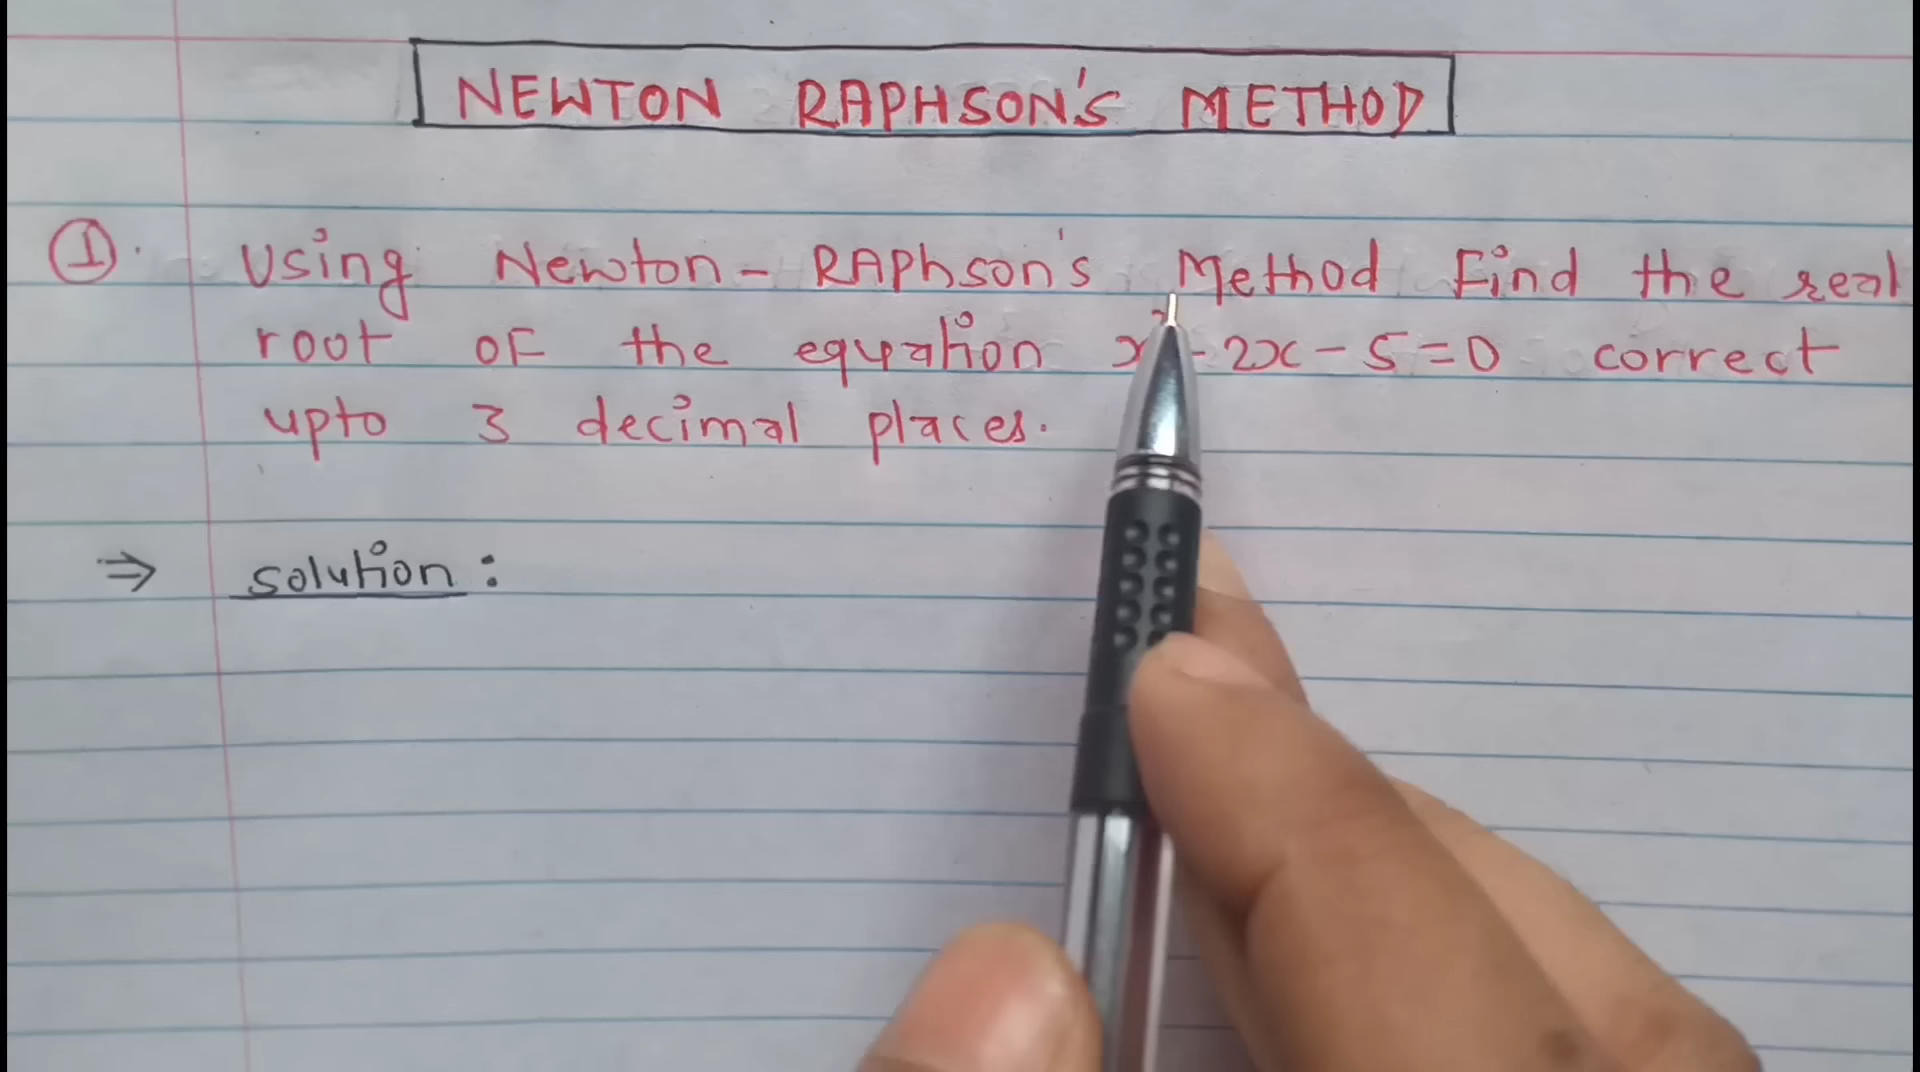 NEWTON RAPHSON'S METHOD
①. Using Newton-RAPhson's Method Find the real
root OF the equation x - 2x - 5 = 0 correct
upto 3 decimal places.
⇒ solution: